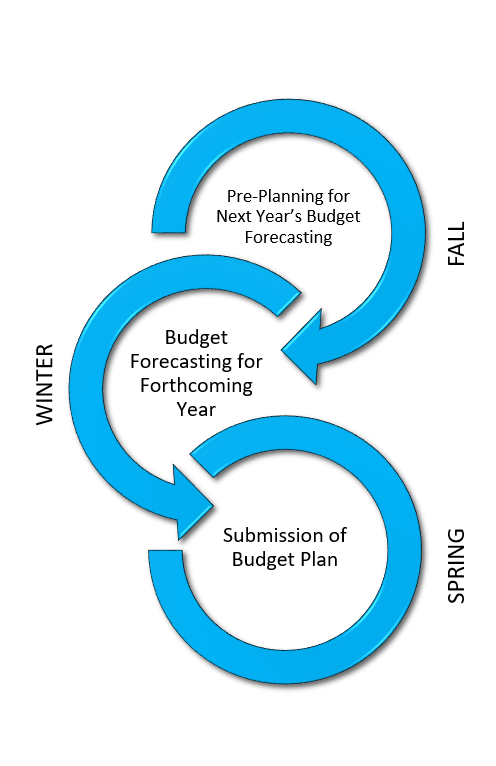 Pre-Planning for
Next Year's Budget
Forecasting
FALL
Budget
Forecasting for
Forthcoming
Year
WINTER
Submission of
Budget Plan
SPRING